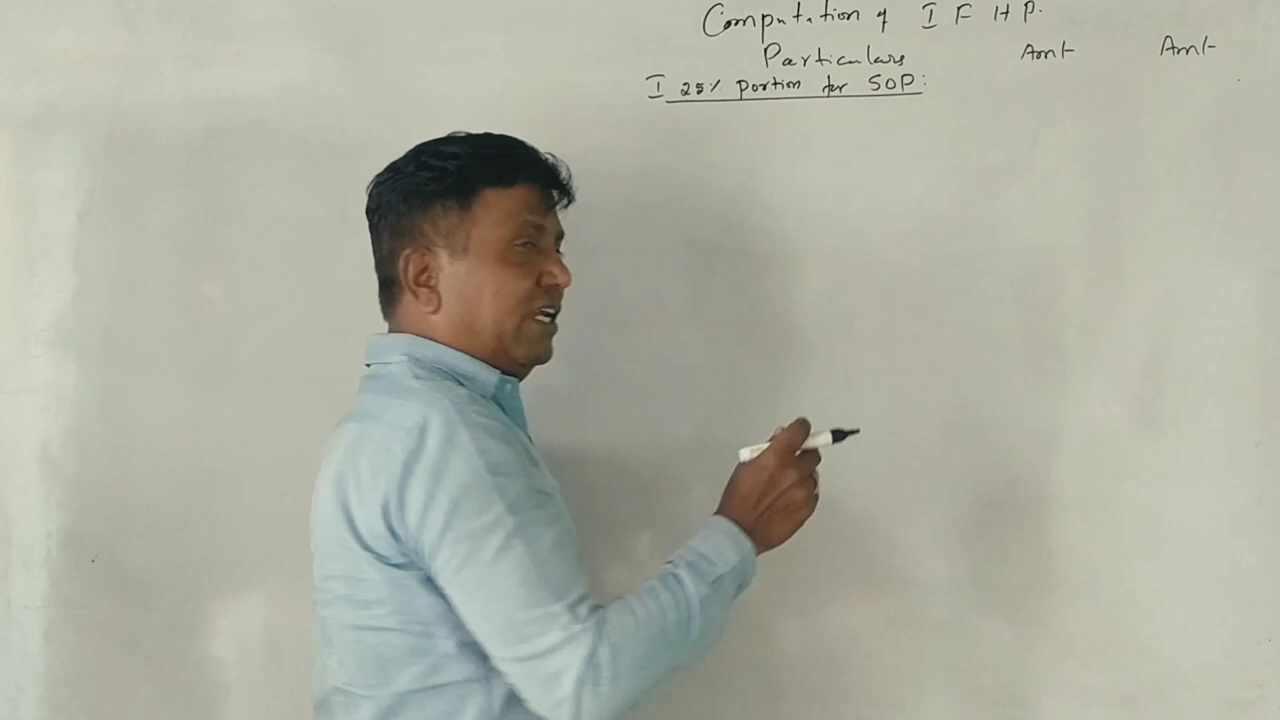 Computation of I F H P.
Particulars Amt Amt
I 25% portion for SOP: